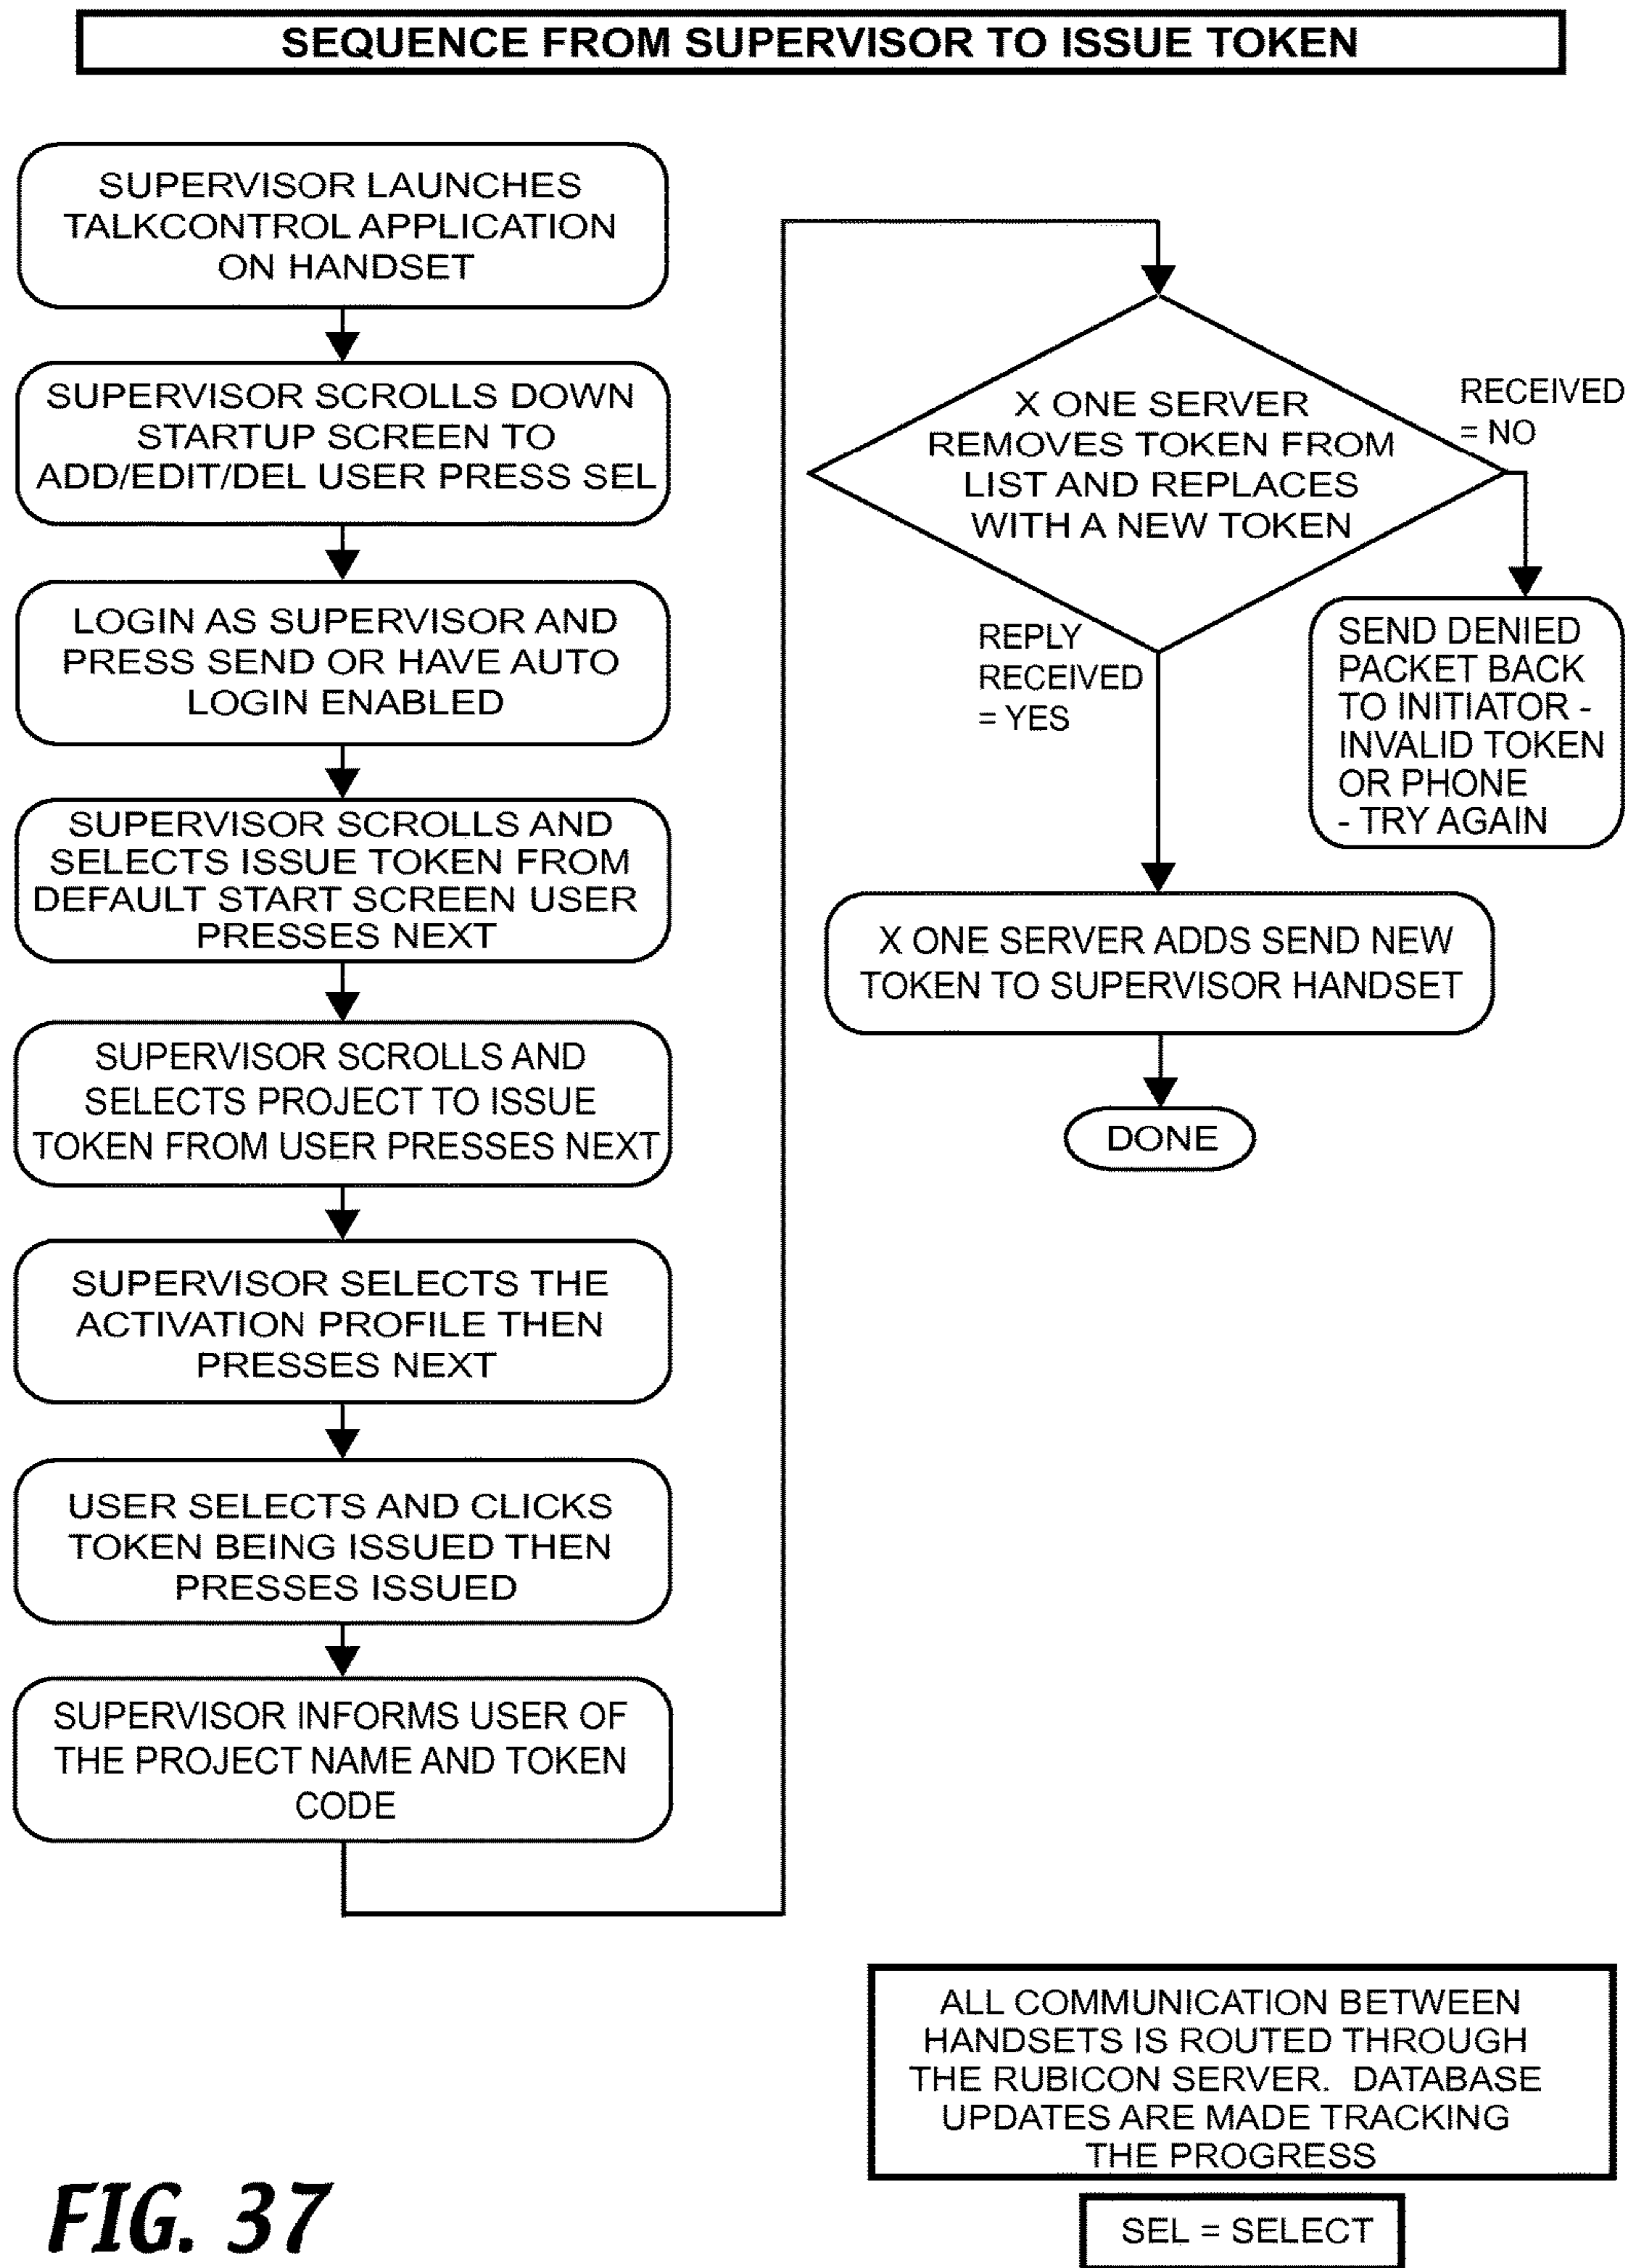 SEQUENCE FROM SUPERVISOR TO ISSUE TOKEN
SUPERVISOR LAUNCHES
TALKCONTROL APPLICATION
ON HANDSET
SUPERVISOR SCROLLS DOWN
STARTUP SCREEN TO
ADD/EDIT/DEL USER PRESS SEL
LOGIN AS SUPERVISOR AND
PRESS SEND OR HAVE AUTO
LOGIN ENABLED
SUPERVISOR SCROLLS AND
SELECTS ISSUE TOKEN FROM
DEFAULT START SCREEN USER
PRESSES NEXT
SUPERVISOR SCROLLS AND
SELECTS PROJECT TO ISSUE
TOKEN FROM USER PRESSES NEXT
SUPERVISOR SELECTS THE
ACTIVATION PROFILE THEN
PRESSES NEXT
USER SELECTS AND CLICKS
TOKEN BEING ISSUED THEN
PRESSES ISSUED
SUPERVISOR INFORMS USER OF
THE PROJECT NAME AND TOKEN
CODE
X ONE SERVER
REMOVES TOKEN FROM
LIST AND REPLACES
WITH A NEW TOKEN
RECEIVED
= NO
SEND DENIED
PACKET BACK
TO INITIATOR -
INVALID TOKEN
OR PHONE
- TRY AGAIN
REPLY
RECEIVED
= YES
X ONE SERVER ADDS SEND NEW
TOKEN TO SUPERVISOR HANDSET
DONE
ALL COMMUNICATION BETWEEN
HANDSETS IS ROUTED THROUGH
THE RUBICON SERVER. DATABASE
UPDATES ARE MADE TRACKING
THE PROGRESS
SEL = SELECT
FIG. 37